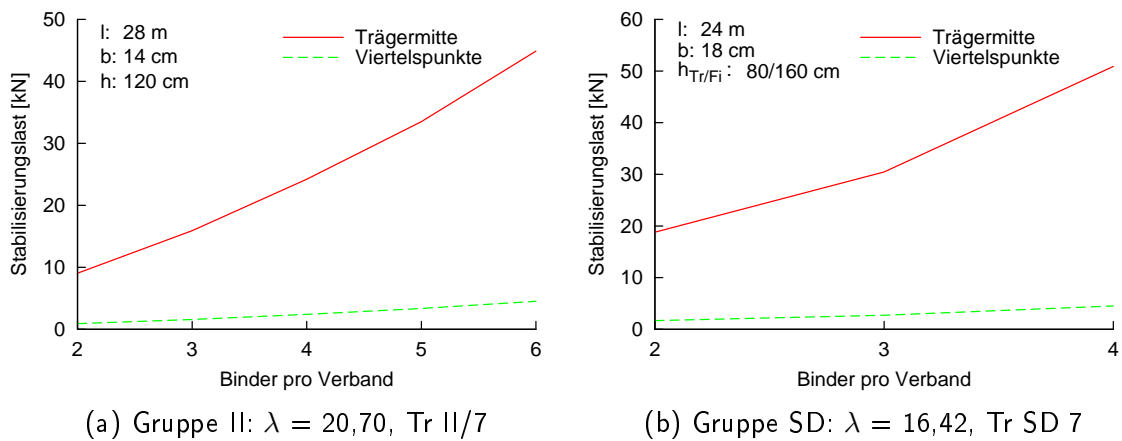 50
40
30
20
10
0
Stabilisierungslast [kN]
l: 28 m
b: 14 cm
h: 120 cm
Trägermitte
Viertelspunkte
2 3 4 5 6
Binder pro Verband
(a) Gruppe II: λ = 20,70, Tr II/7
60
50
40
30
20
10
0
Stabilisierungslast [kN]
l: 24 m
b: 18 cm
hTr/Fi : 80/160 cm
Trägermitte
Viertelspunkte
2 3 4
Binder pro Verband
(b) Gruppe SD: λ = 16,42, Tr SD 7